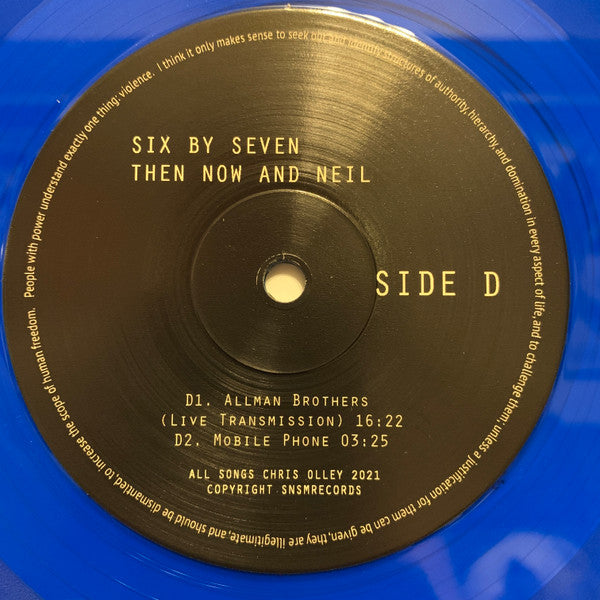 SIX BY SEVEN
THEN NOW AND NEIL
SIDE D
D1. ALLMAN BROTHERS
(LIVE TRANSMISSION) 16:22
D2. MOBILE PHONE 03:25
ALL SONGS CHRIS OLLEY 2021
COPYRIGHT SNSMRECORDS
People with power understand exactly one thing: violence. I think it only makes sense to seek out and identify structures of authority, hierarchy, and domination in every aspect of life, and to challenge them; unless a justification for them can be given, they are illegitimate, and should be dismantled, to increase the scope of human freedom.